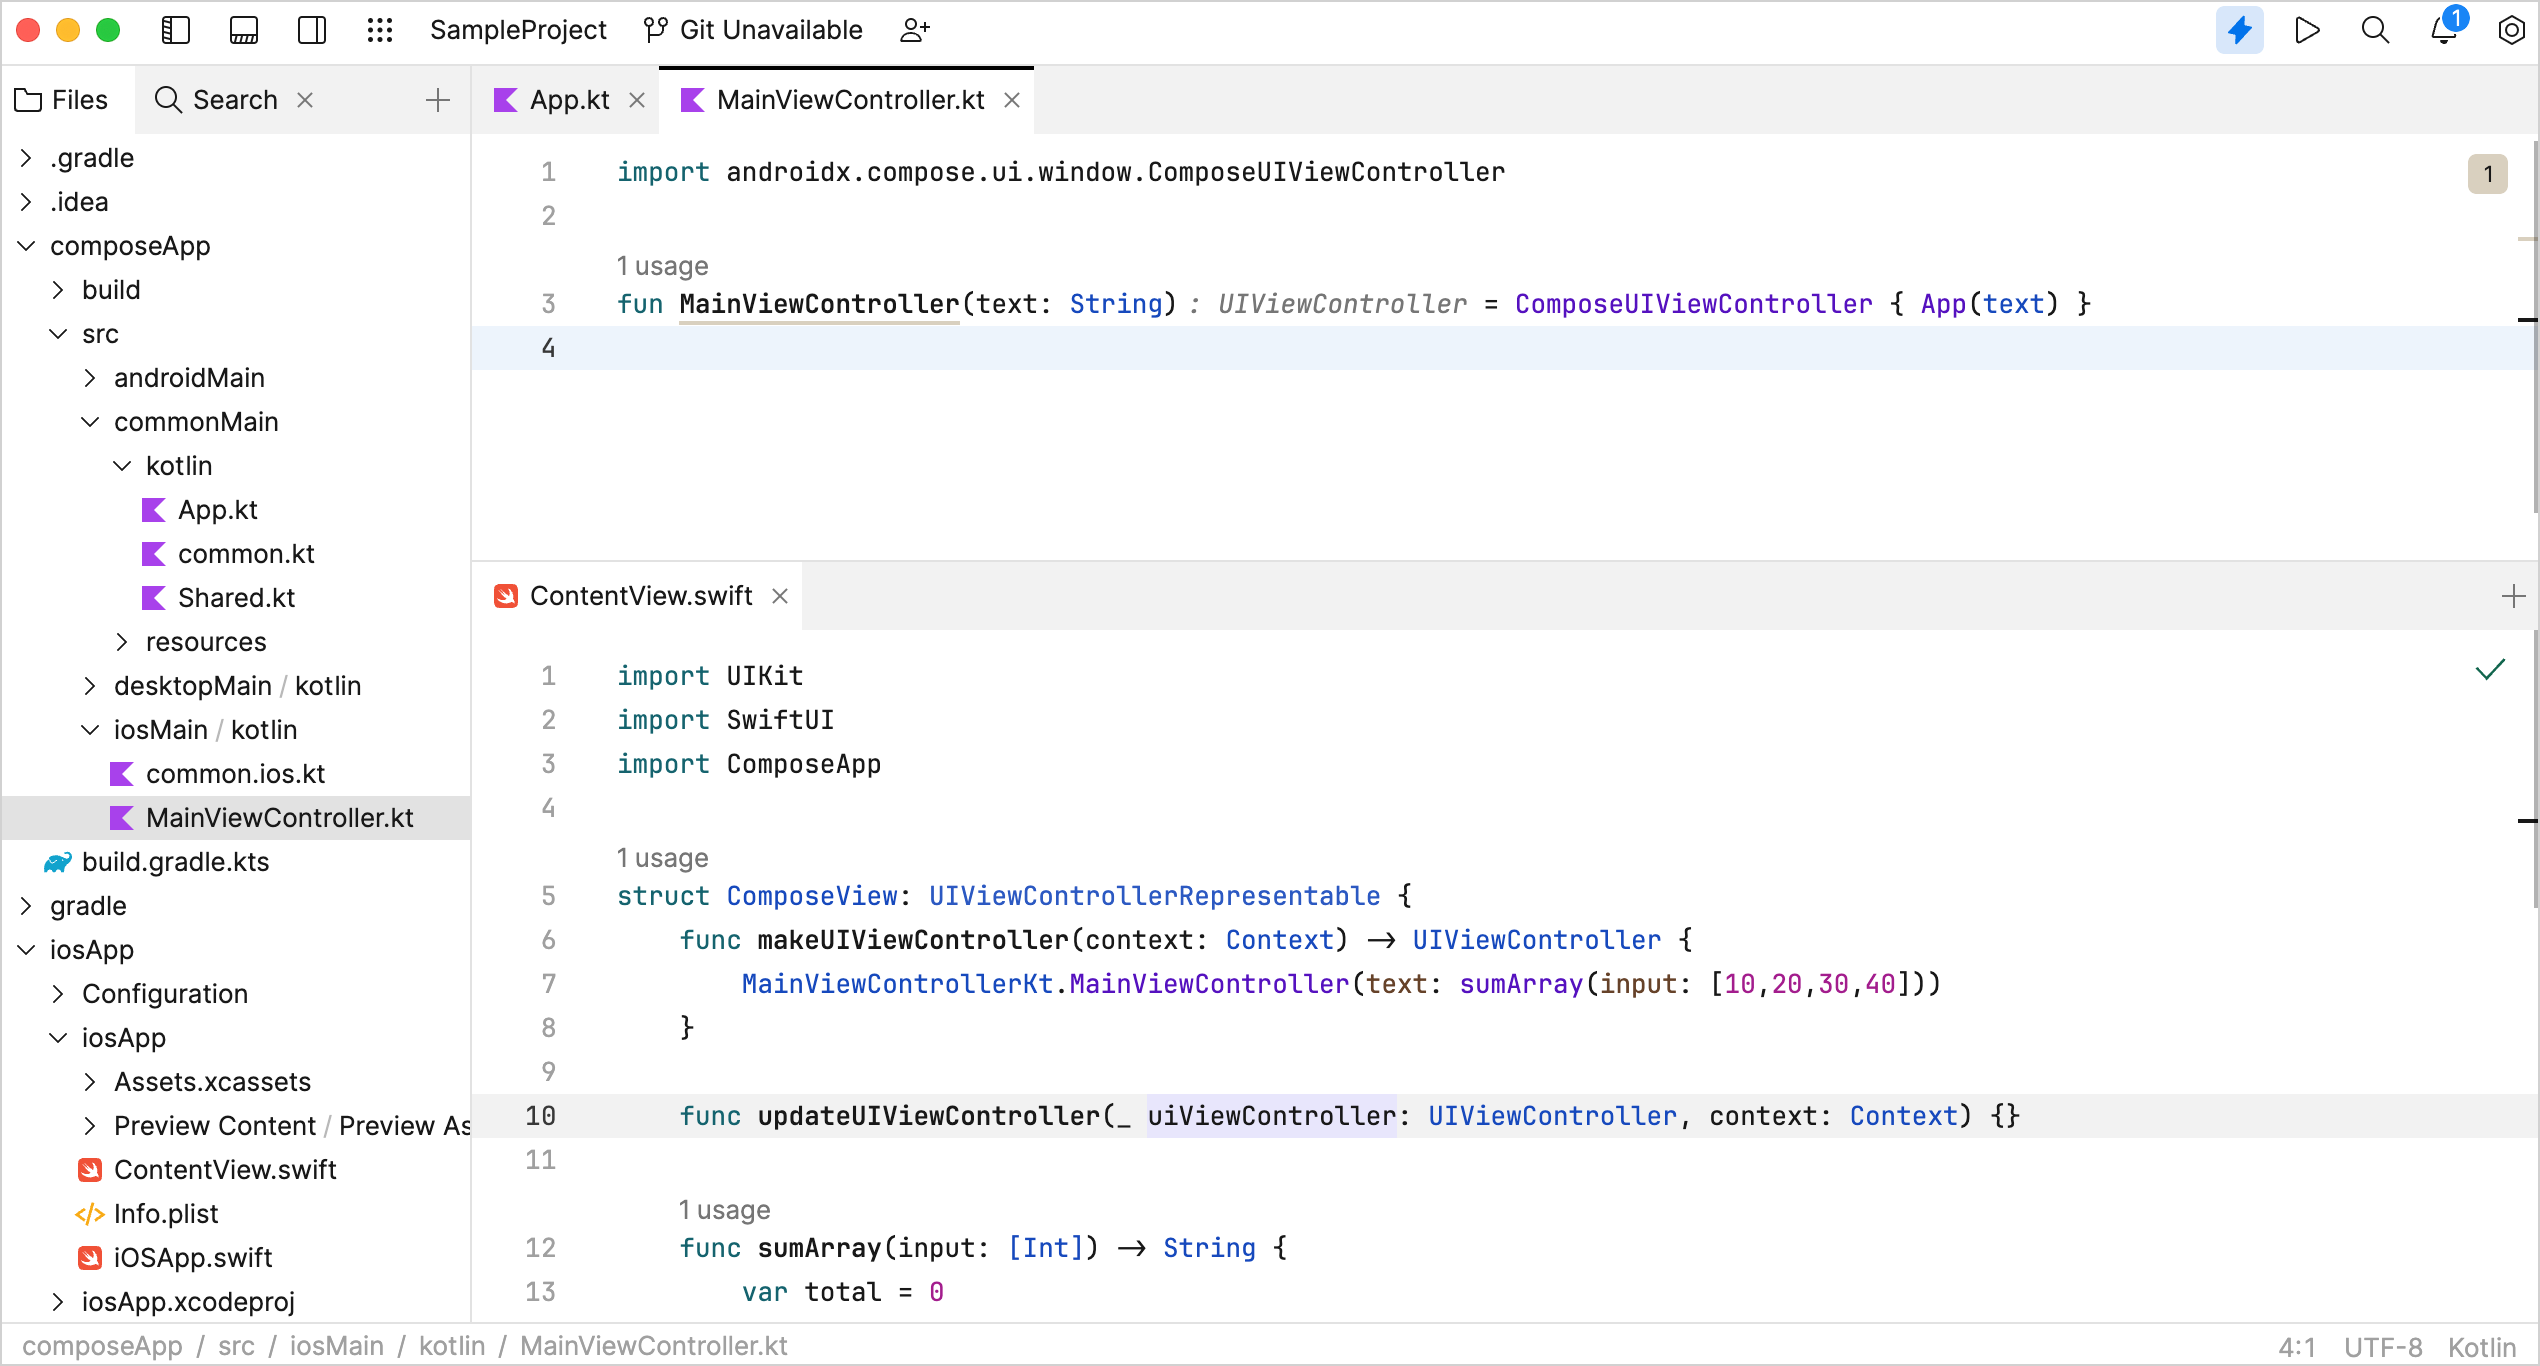 SampleProject Git Unavailable 1
Files Search
.gradle
.idea
composeApp
build
src
androidMain
commonMain
kotlin
App.kt
common.kt
Shared.kt
resources
desktopMain / kotlin
iosMain / kotlin
common.ios.kt
MainViewController.kt
build.gradle.kts
gradle
iosApp
Configuration
iosApp
Assets.xcassets
Preview Content / Preview As
ContentView.swift
Info.plist
iOSApp.swift
iosApp.xcodeproj
App.kt MainViewController.kt
1 import androidx.compose.ui.window.ComposeUIViewController
1
2
1 usage
3 fun MainViewController(text: String) : UIViewController = ComposeUIViewController { App(text) }
4
ContentView.swift
1 import UIKit
2 import SwiftUI
3 import ComposeApp
4
1 usage
5 struct ComposeView: UIViewControllerRepresentable {
6 func makeUIViewController(context: Context) -> UIViewController {
7 MainViewControllerKt.MainViewController(text: sumArray(input: [10,20,30,40]))
8 }
9
10 func updateUIViewController(_ uiViewController: UIViewController, context: Context) {}
11
1 usage
12 func sumArray(input: [Int]) -> String {
13 var total = 0
composeApp / src / iosMain / kotlin / MainViewController.kt
4:1 UTF-8 Kotlin